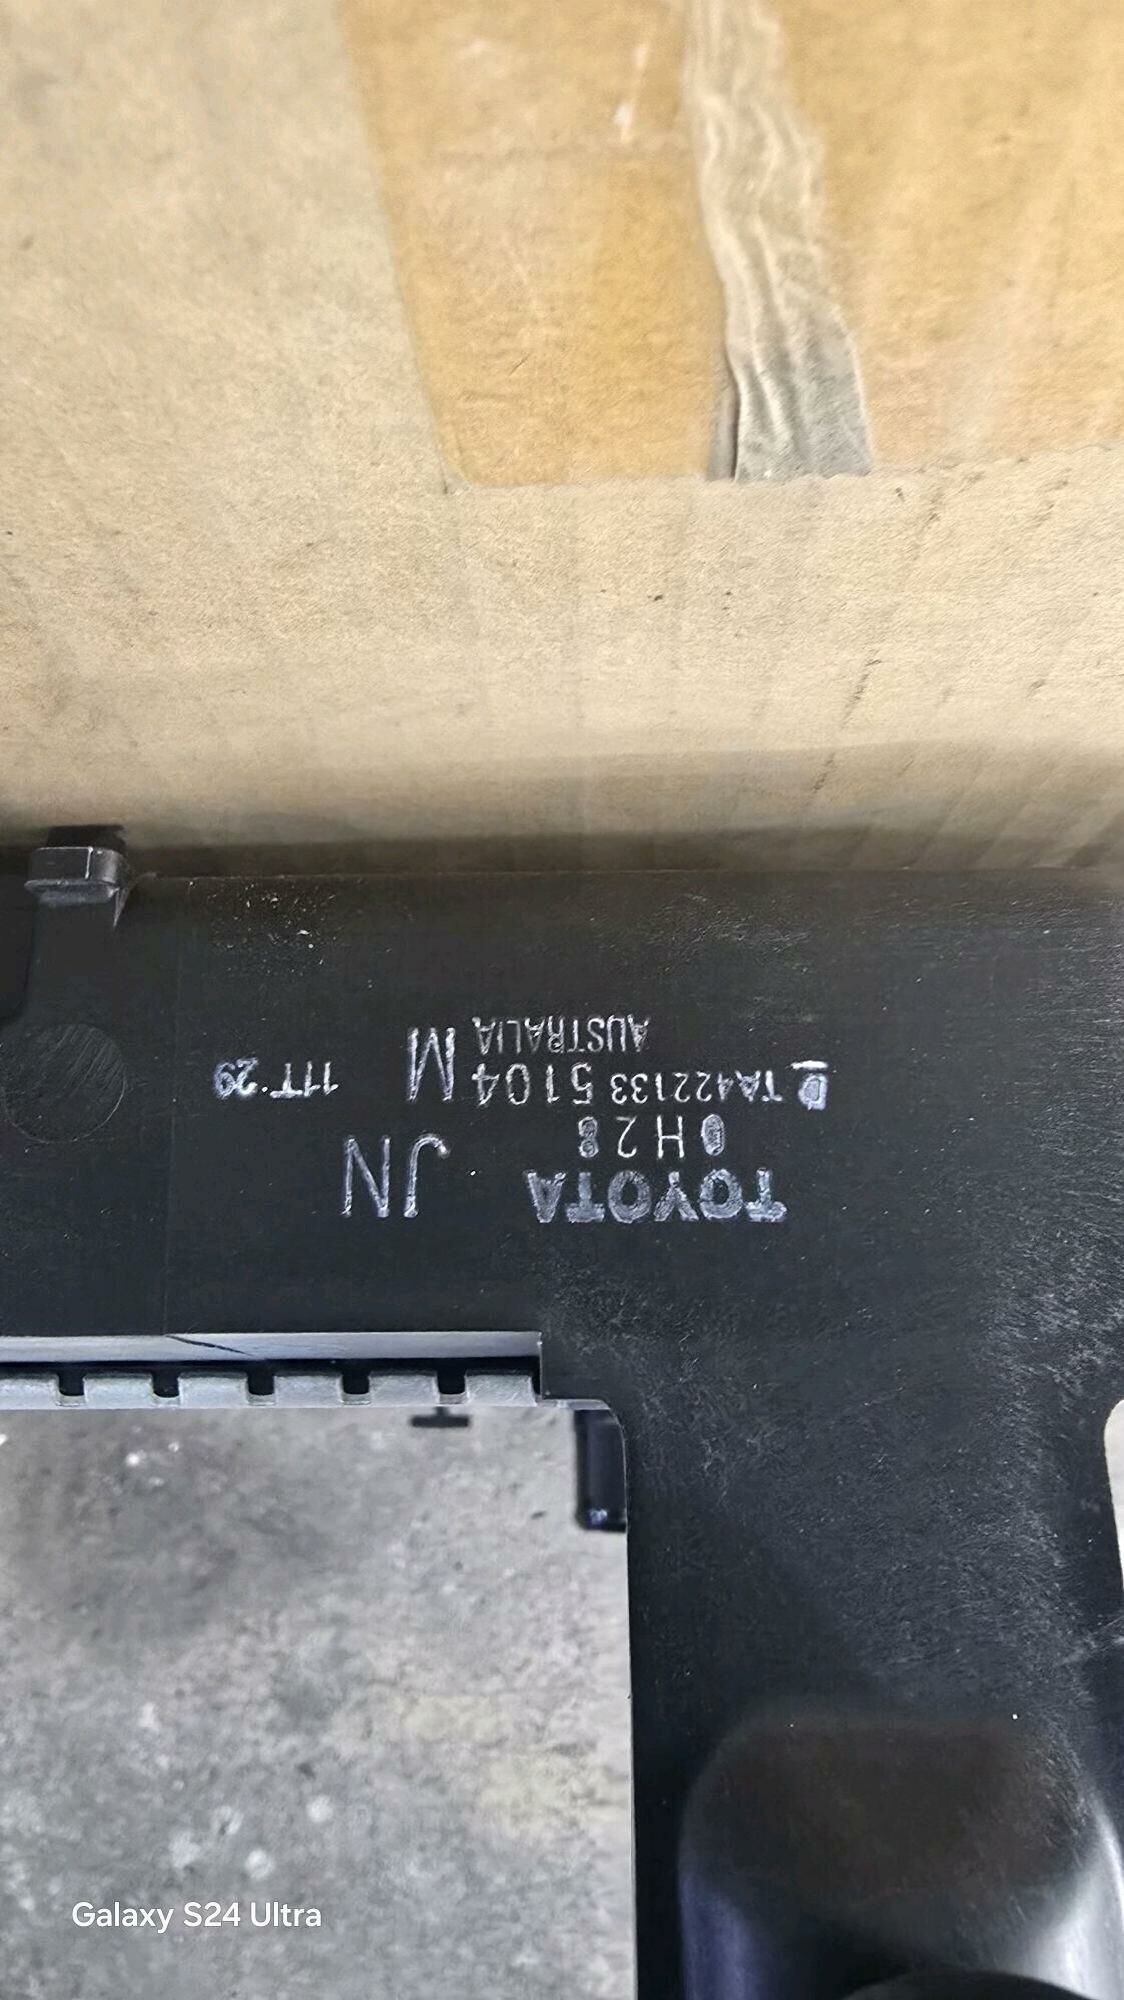 TOYOTA
0H28
JN
TA422133 5104 M
11T'29
AUSTRALIA
Galaxy S24 Ultra